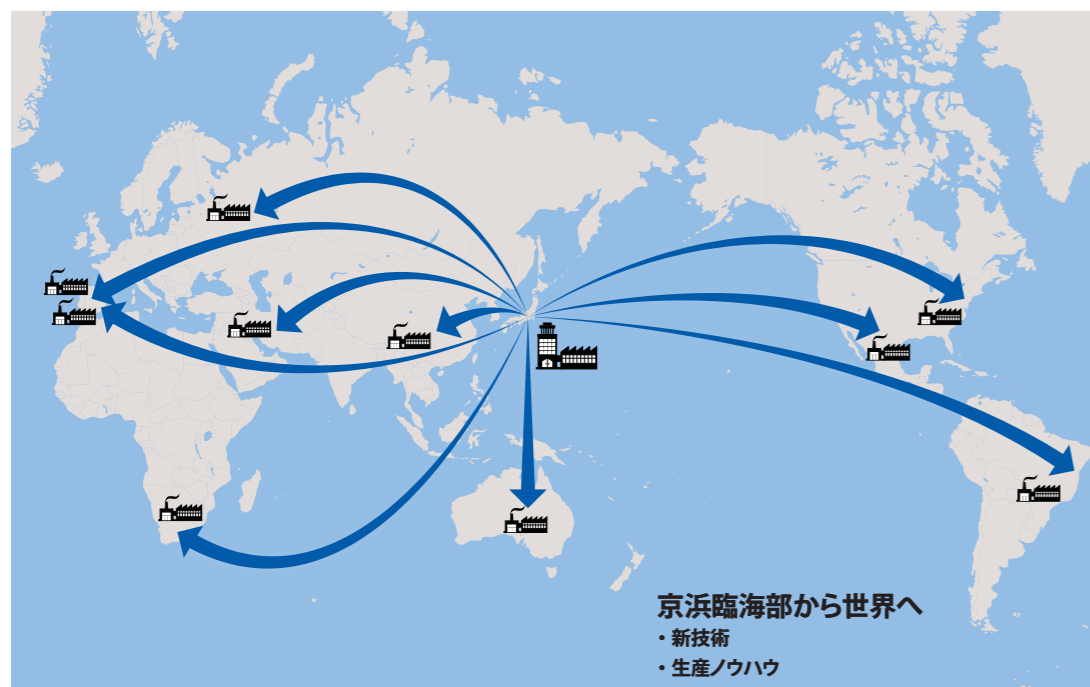 京浜臨海部から世界へ
・新技術
・生産ノウハウ